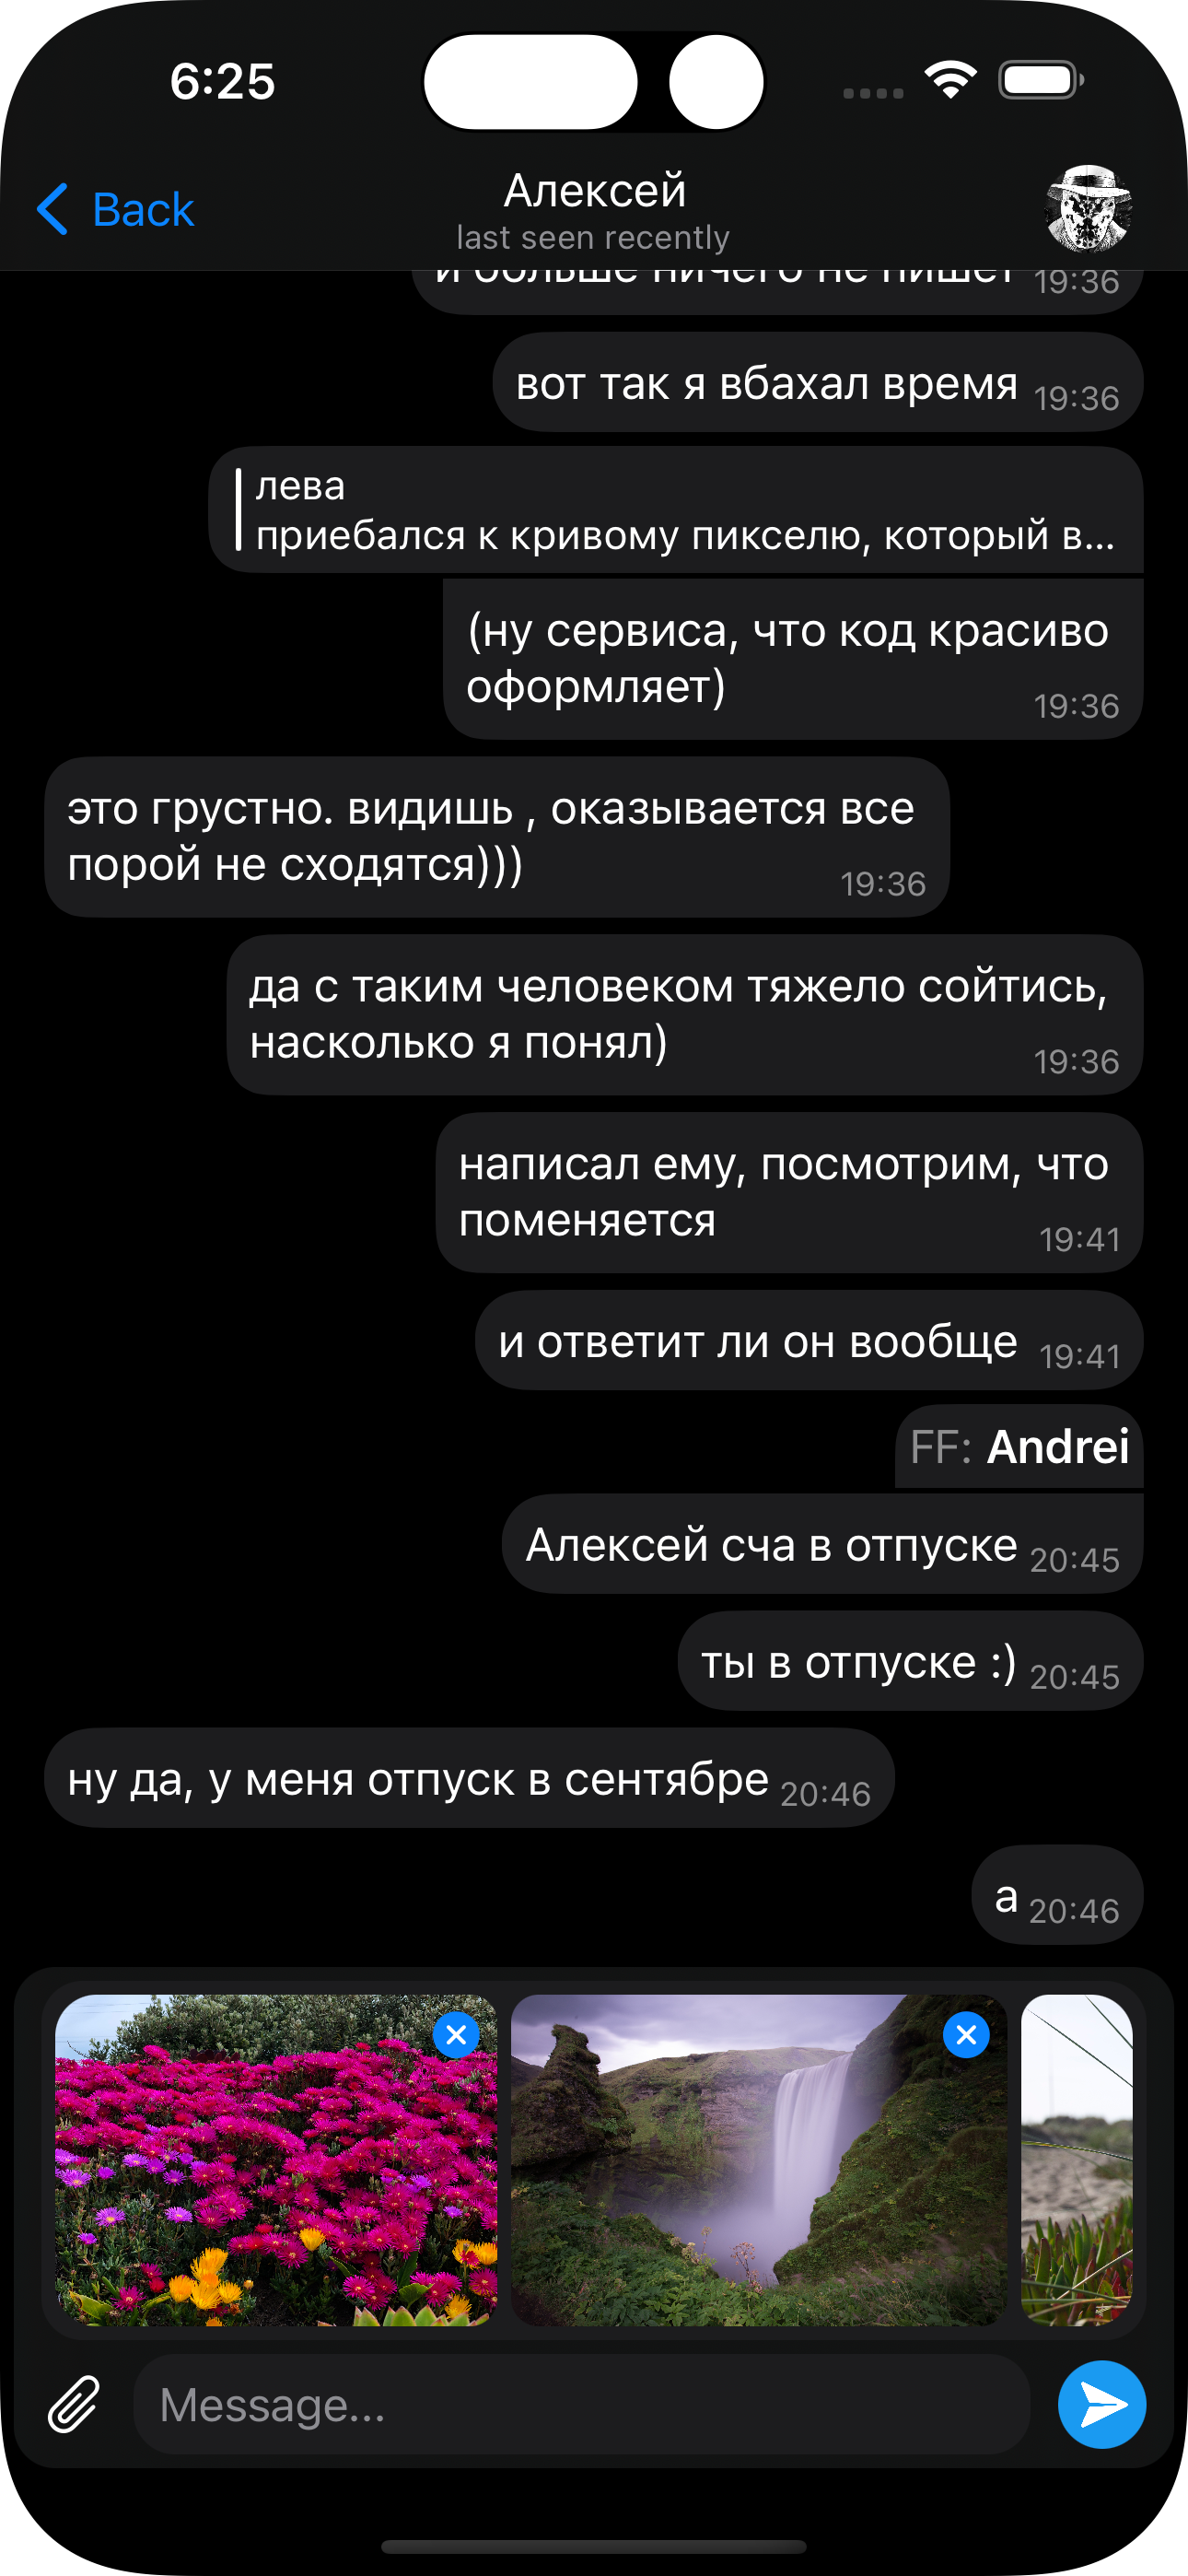 6:25
Back
Алексей
last seen recently
и больше ничего не пишет 19:36
вот так я вбахал время 19:36
лева
приебался к кривому пикселю, который в...
(ну сервиса, что код красиво
оформляет) 19:36
это грустно. видишь , оказывается все
порой не сходятся))) 19:36
да с таким человеком тяжело сойтись,
насколько я понял) 19:36
написал ему, посмотрим, что
поменяется 19:41
и ответит ли он вообще 19:41
FF: Andrei
Алексей сча в отпуске 20:45
ты в отпуске :) 20:45
ну да, у меня отпуск в сентябре 20:46
а 20:46
Message...